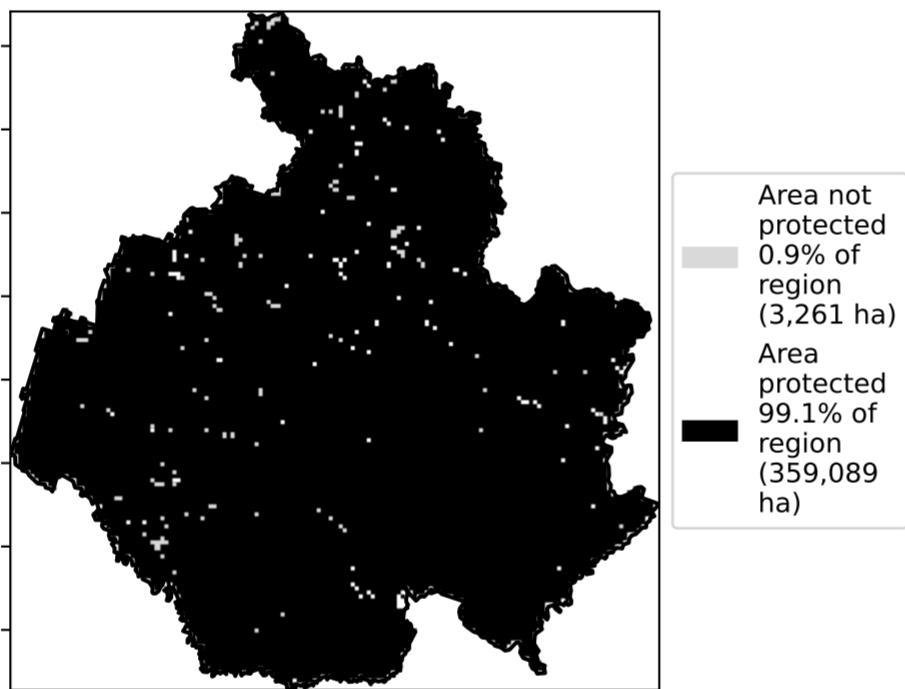 Area not
protected
0.9% of
region
(3,261 ha)
Area
protected
99.1% of
region
(359,089
ha)